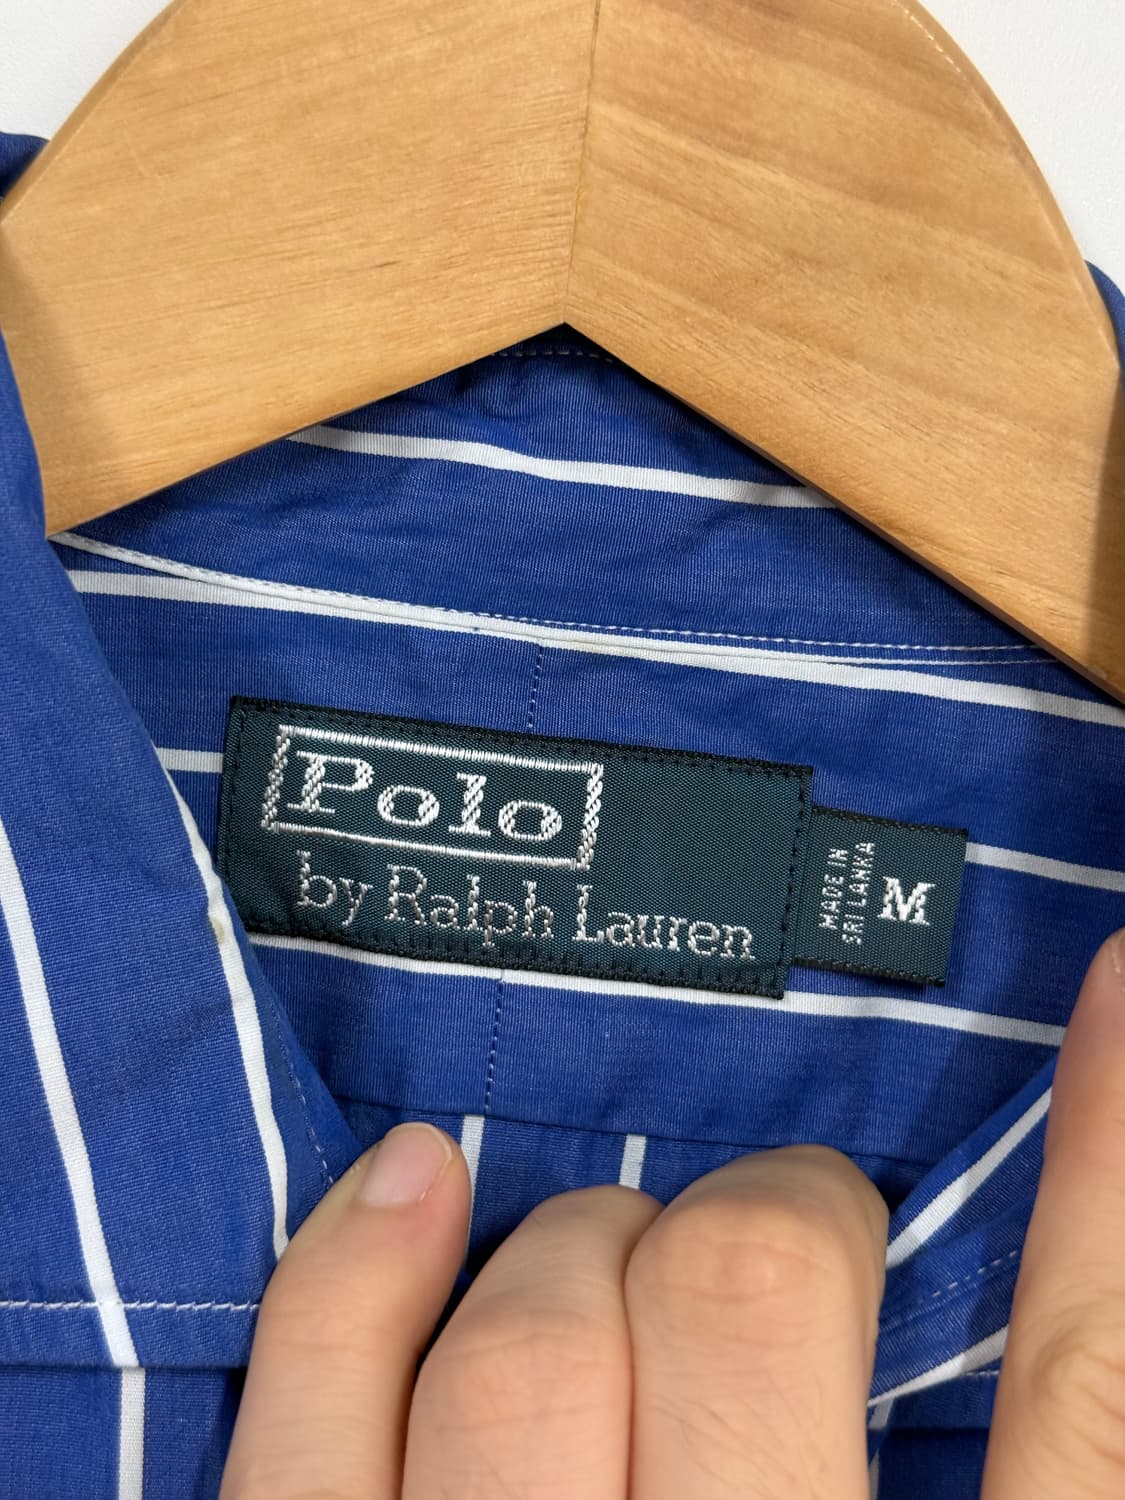 Polo
by Ralph Lauren
MADE IN
SRI LANKA
M